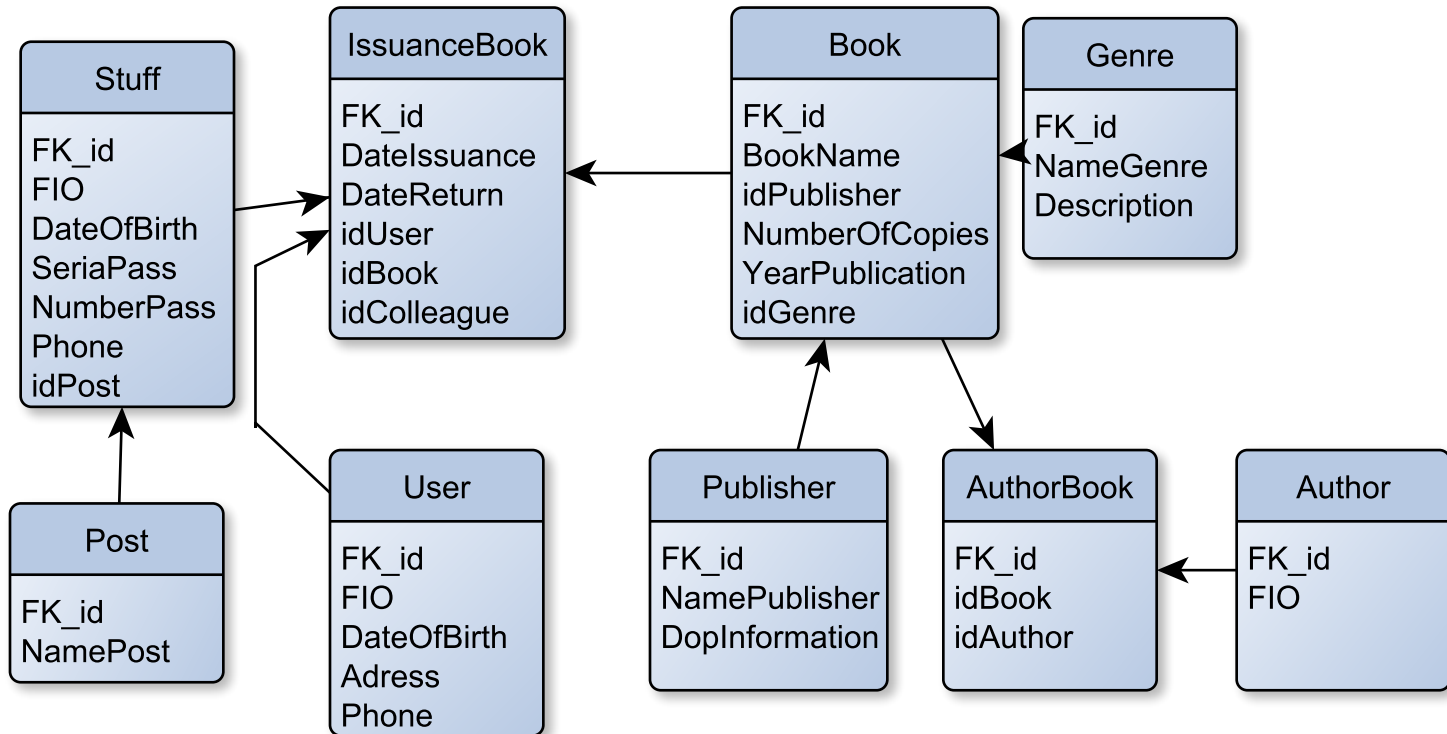 Stuff
FK_id
FIO
DateOfBirth
SeriaPass
NumberPass
Phone
idPost
IssuanceBook
FK_id
DateIssuance
DateReturn
idUser
idBook
idColleague
Book
FK_id
BookName
idPublisher
NumberOfCopies
YearPublication
idGenre
Genre
FK_id
NameGenre
Description
Post
FK_id
NamePost
User
FK_id
FIO
DateOfBirth
Adress
Phone
Publisher
FK_id
NamePublisher
DopInformation
AuthorBook
FK_id
idBook
idAuthor
Author
FK_id
FIO